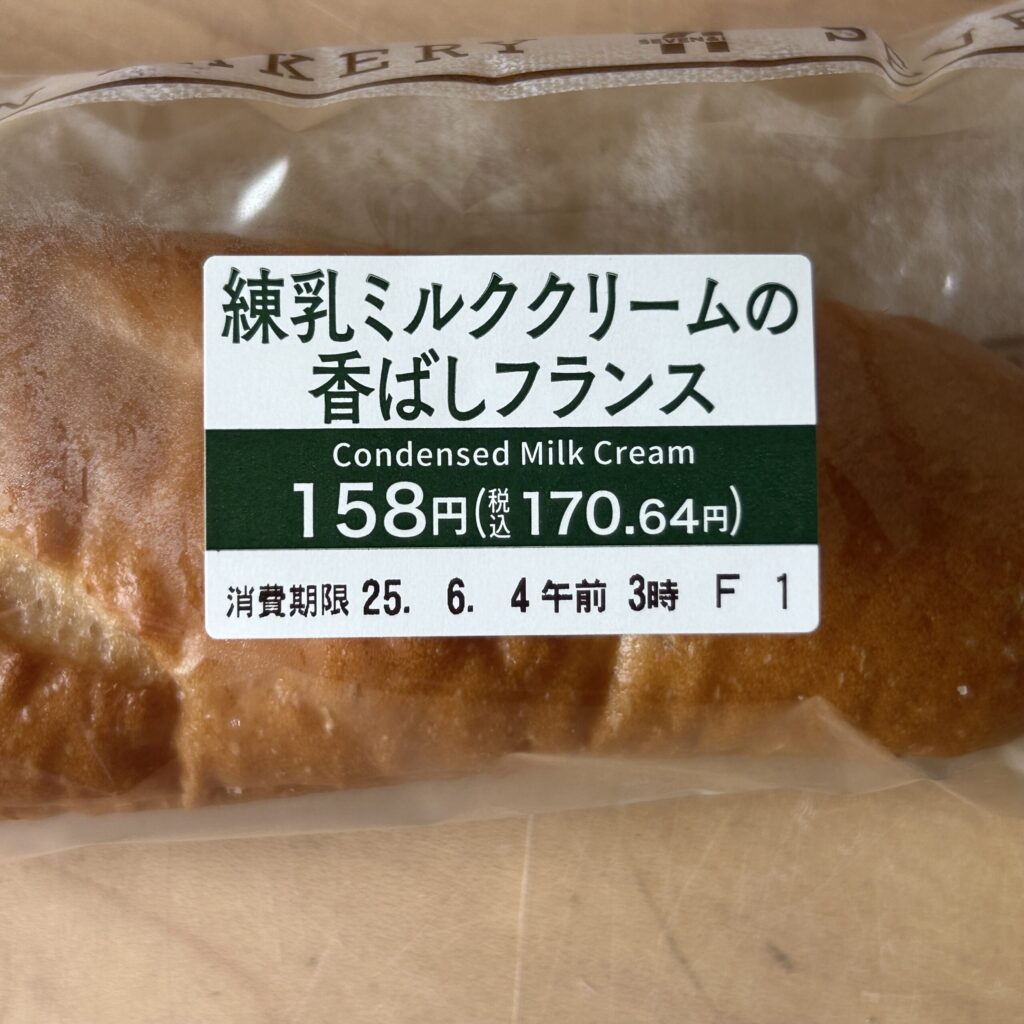 BAKERY
練乳ミルククリームの
香ばしフランス
Condensed Milk Cream
158円(税込170.64円)
消費期限 25. 6. 4午前 3時 F 1